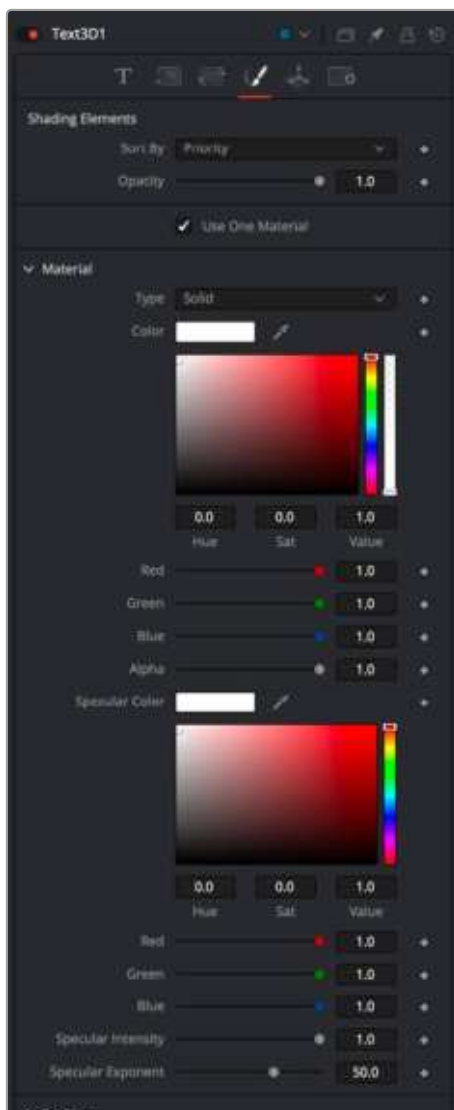 Text3D1
T
Shading Elements
Sort By Priority
Opacity 1.0
Use One Material
Material
Type Solid
Color
0.0 0.0 1.0
Hue Sat Value
Red 1.0
Green 1.0
Blue 1.0
Alpha 1.0
Specular Color
0.0 0.0 1.0
Hue Sat Value
Red 1.0
Green 1.0
Blue 1.0
Specular Intensity 1.0
Specular Exponent 50.0